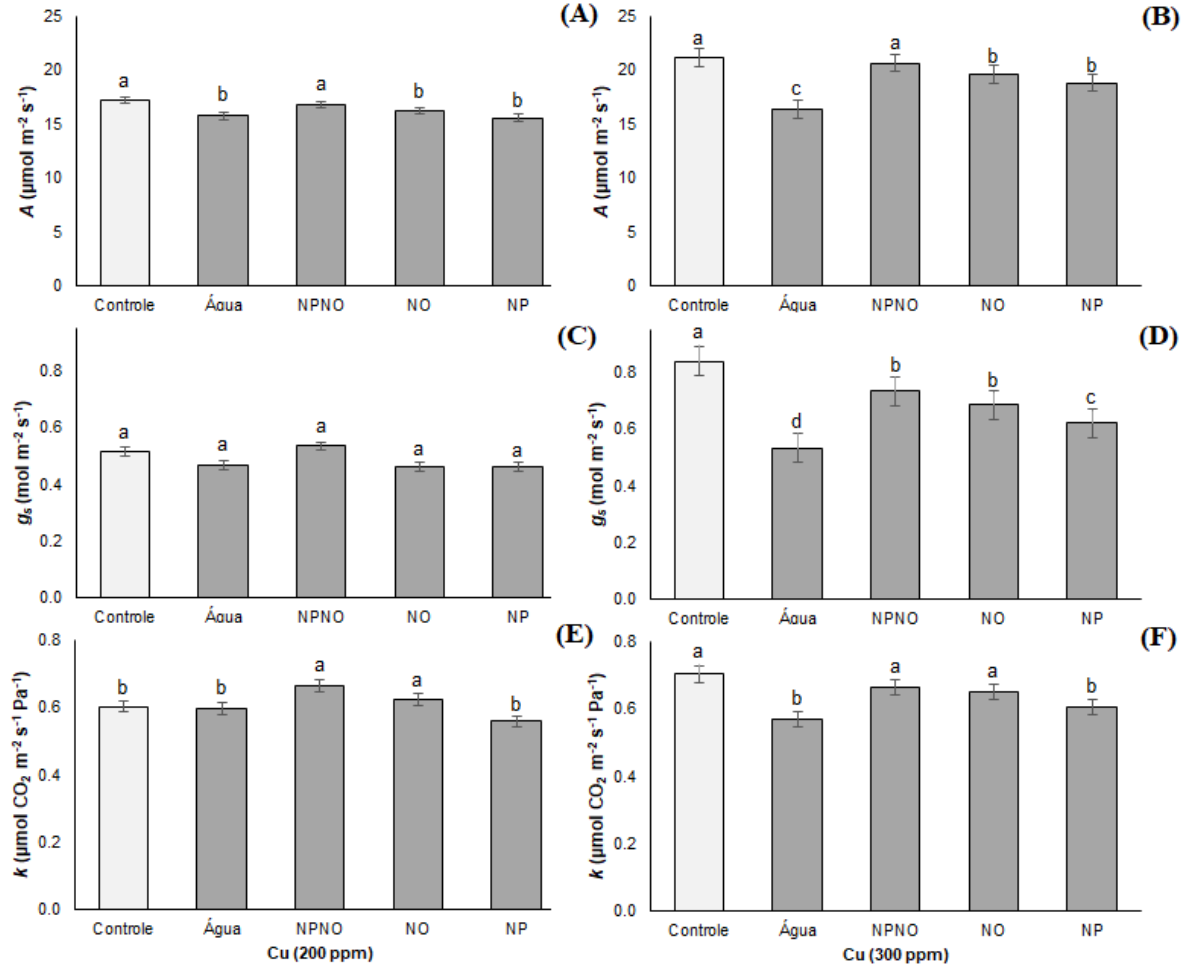 (A)
25
20
15
10
5
0
A (µmol m⁻² s⁻¹)
a
b
a
b
b
Controle Água NPNO NO NP
(B)
25
20
15
10
5
0
A (µmol m⁻² s⁻¹)
a
c
a
b
b
Controle Água NPNO NO NP
(C)
0.8
0.6
0.4
0.2
0.0
gs (mol m⁻² s⁻¹)
a
a
a
a
a
Controle Água NPNO NO NP
(D)
0.8
0.6
0.4
0.2
0.0
gs (mol m⁻² s⁻¹)
a
d
b
b
c
Controle Água NPNO NO NP
(E)
0.8
0.6
0.4
0.2
0.0
k (µmol CO₂ m⁻² s⁻¹ Pa⁻¹)
b
b
a
a
b
Controle Água NPNO NO NP
Cu (200 ppm)
(F)
0.8
0.6
0.4
0.2
0.0
k (µmol CO₂ m⁻² s⁻¹ Pa⁻¹)
a
b
a
a
b
Controle Água NPNO NO NP
Cu (300 ppm)